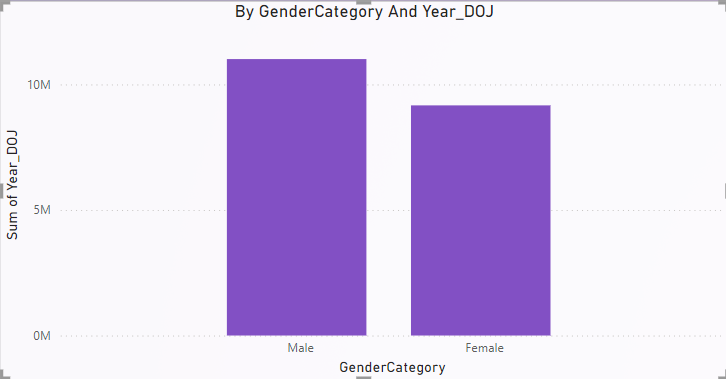 By GenderCategory And Year_DOJ
10M
5M
0M
Sum of Year_DOJ
Male
Female
GenderCategory